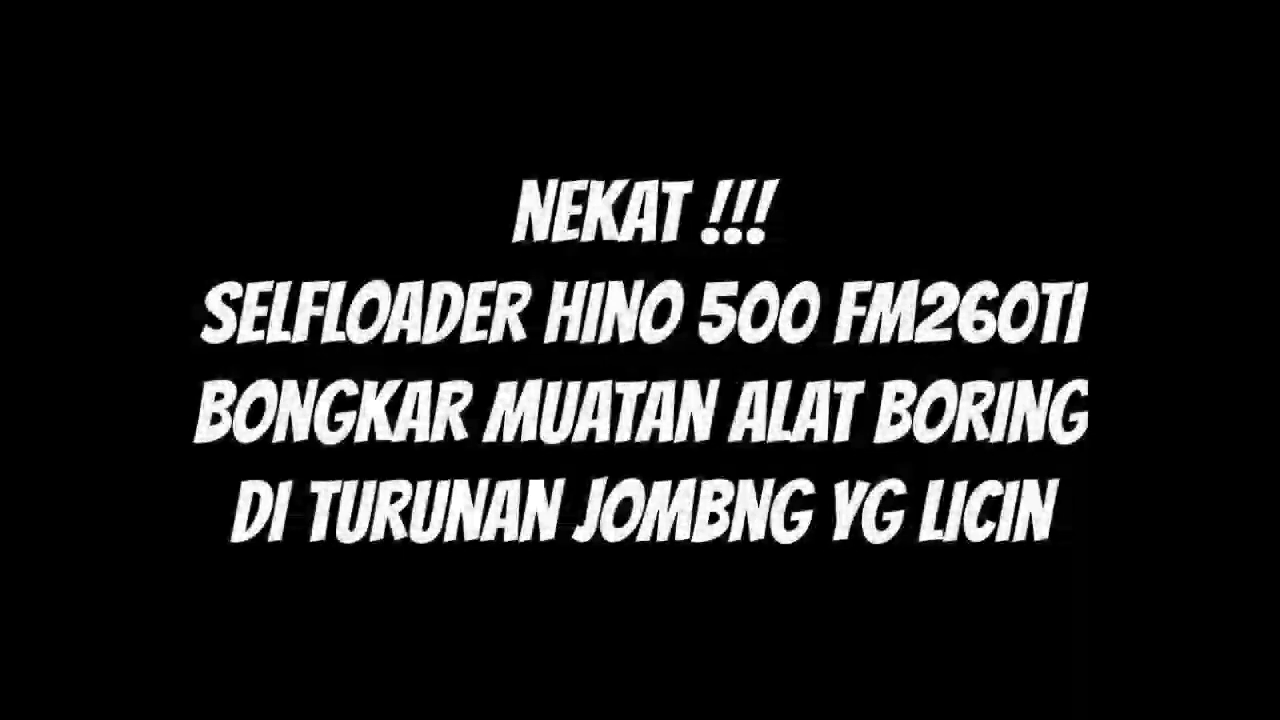 NEKAT !!!
SELFLOADER HINO 500 FM260TI
BONGKAR MUATAN ALAT BORING
DI TURUNAN JOMBNG YG LICIN